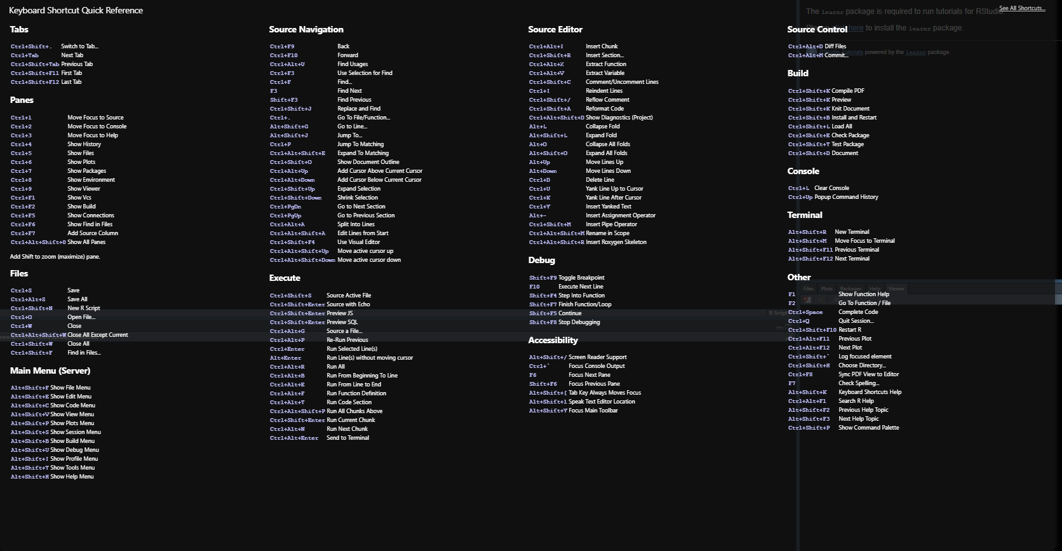 Keyboard Shortcut Quick Reference
See All Shortcuts...
Tabs
Ctrl+Shift+. Switch to Tab...
Ctrl+Tab Next Tab
Ctrl+Shift+Tab Previous Tab
Ctrl+Shift+F11 First Tab
Ctrl+Shift+F12 Last Tab
Panes
Ctrl+1 Move Focus to Source
Ctrl+2 Move Focus to Console
Ctrl+3 Move Focus to Help
Ctrl+4 Show History
Ctrl+5 Show Files
Ctrl+6 Show Plots
Ctrl+7 Show Packages
Ctrl+8 Show Environment
Ctrl+9 Show Viewer
Ctrl+F1 Show Vcs
Ctrl+F2 Show Build
Ctrl+F5 Show Connections
Ctrl+F6 Show Find in Files
Ctrl+F7 Add Source Column
Ctrl+Alt+Shift+0 Show All Panes
Add Shift to zoom (maximize) pane.
Files
Ctrl+S Save
Ctrl+Alt+S Save All
Ctrl+Shift+N New R Script
Ctrl+O Open File...
Ctrl+W Close
Ctrl+Alt+Shift+W Close All Except Current
Ctrl+Shift+W Close All
Ctrl+Shift+F Find in Files...
Main Menu (Server)
Alt+Shift+F Show File Menu
Alt+Shift+E Show Edit Menu
Alt+Shift+C Show Code Menu
Alt+Shift+V Show View Menu
Alt+Shift+P Show Plots Menu
Alt+Shift+S Show Session Menu
Alt+Shift+B Show Build Menu
Alt+Shift+U Show Debug Menu
Alt+Shift+I Show Profile Menu
Alt+Shift+T Show Tools Menu
Alt+Shift+H Show Help Menu
Source Navigation
Ctrl+F9 Back
Ctrl+F10 Forward
Ctrl+Alt+U Find Usages
Ctrl+F3 Use Selection for Find
Ctrl+F Find...
F3 Find Next
Shift+F3 Find Previous
Ctrl+Shift+J Replace and Find
Ctrl+. Go To File/Function...
Alt+Shift+G Go to Line...
Alt+Shift+J Jump To...
Ctrl+P Jump To Matching
Ctrl+Alt+Shift+E Expand To Matching
Ctrl+Shift+O Show Document Outline
Ctrl+Alt+Up Add Cursor Above Current Cursor
Ctrl+Alt+Down Add Cursor Below Current Cursor
Ctrl+Shift+Up Expand Selection
Ctrl+Shift+Down Shrink Selection
Ctrl+PgDn Go to Next Section
Ctrl+PgUp Go to Previous Section
Ctrl+Alt+A Split Into Lines
Ctrl+Alt+Shift+A Edit Lines from Start
Ctrl+Shift+F4 Use Visual Editor
Ctrl+Alt+Shift+Up Move active cursor up
Ctrl+Alt+Shift+Down Move active cursor down
Execute
Ctrl+Shift+S Source Active File
Ctrl+Shift+Enter Source with Echo
Ctrl+Shift+Enter Preview JS
Ctrl+Shift+Enter Preview SQL
Ctrl+Alt+G Source a File...
Ctrl+Alt+P Re-Run Previous
Ctrl+Enter Run Selected Line(s)
Alt+Enter Run Line(s) without moving cursor
Ctrl+Alt+R Run All
Ctrl+Alt+B Run From Beginning To Line
Ctrl+Alt+E Run From Line to End
Ctrl+Alt+F Run Function Definition
Ctrl+Alt+T Run Code Section
Ctrl+Alt+Shift+P Run All Chunks Above
Ctrl+Shift+Enter Run Current Chunk
Ctrl+Alt+N Run Next Chunk
Ctrl+Alt+Enter Send to Terminal
Source Editor
Ctrl+Alt+I Insert Chunk
Ctrl+Shift+R Insert Section...
Ctrl+Alt+X Extract Function
Ctrl+Alt+V Extract Variable
Ctrl+Shift+C Comment/Uncomment Lines
Ctrl+I Reindent Lines
Ctrl+Shift+/ Reflow Comment
Ctrl+Shift+A Reformat Code
Ctrl+Alt+Shift+D Show Diagnostics (Project)
Alt+L Collapse Fold
Alt+Shift+L Expand Fold
Alt+O Collapse All Folds
Alt+Shift+O Expand All Folds
Alt+Up Move Lines Up
Alt+Down Move Lines Down
Ctrl+D Delete Line
Ctrl+U Yank Line Up to Cursor
Ctrl+K Yank Line After Cursor
Ctrl+Y Insert Yanked Text
Alt+- Insert Assignment Operator
Ctrl+Shift+M Insert Pipe Operator
Ctrl+Alt+Shift+M Rename in Scope
Ctrl+Alt+Shift+R Insert Roxygen Skeleton
Debug
Shift+F9 Toggle Breakpoint
F10 Execute Next Line
Shift+F4 Step Into Function
Shift+F7 Finish Function/Loop
Shift+F5 Continue
Shift+F8 Stop Debugging
Accessibility
Alt+Shift+/ Screen Reader Support
Ctrl+` Focus Console Output
F6 Focus Next Pane
Shift+F6 Focus Previous Pane
Alt+Shift+[ Tab Key Always Moves Focus
Alt+Shift+1 Speak Text Editor Location
Alt+Shift+Y Focus Main Toolbar
The learnr package is required to run tutorials for RStudio
here to install the learnr package.
powered by the learnr package.
Source Control
Ctrl+Alt+D Diff Files
Ctrl+Alt+M Commit...
Build
Ctrl+Shift+K Compile PDF
Ctrl+Shift+K Preview
Ctrl+Shift+K Knit Document
Ctrl+Shift+B Install and Restart
Ctrl+Shift+L Load All
Ctrl+Shift+E Check Package
Ctrl+Shift+T Test Package
Ctrl+Shift+D Document
Console
Ctrl+L Clear Console
Ctrl+Up Popup Command History
Terminal
Alt+Shift+R New Terminal
Alt+Shift+M Move Focus to Terminal
Alt+Shift+F11 Previous Terminal
Alt+Shift+F12 Next Terminal
Other
Files Plots Packages Help Viewer
F1 Show Function Help
F2 Go To Function / File
Ctrl+Space Complete Code
Ctrl+Q Quit Session...
Ctrl+Shift+F10 Restart R
Ctrl+Alt+F11 Previous Plot
Ctrl+Alt+F12 Next Plot
Ctrl+Shift+` Log focused element
Ctrl+Shift+H Choose Directory...
Ctrl+F8 Sync PDF View to Editor
F7 Check Spelling...
Alt+Shift+K Keyboard Shortcuts Help
Ctrl+Alt+F1 Search R Help
Alt+Shift+F2 Previous Help Topic
Alt+Shift+F3 Next Help Topic
Ctrl+Shift+P Show Command Palette